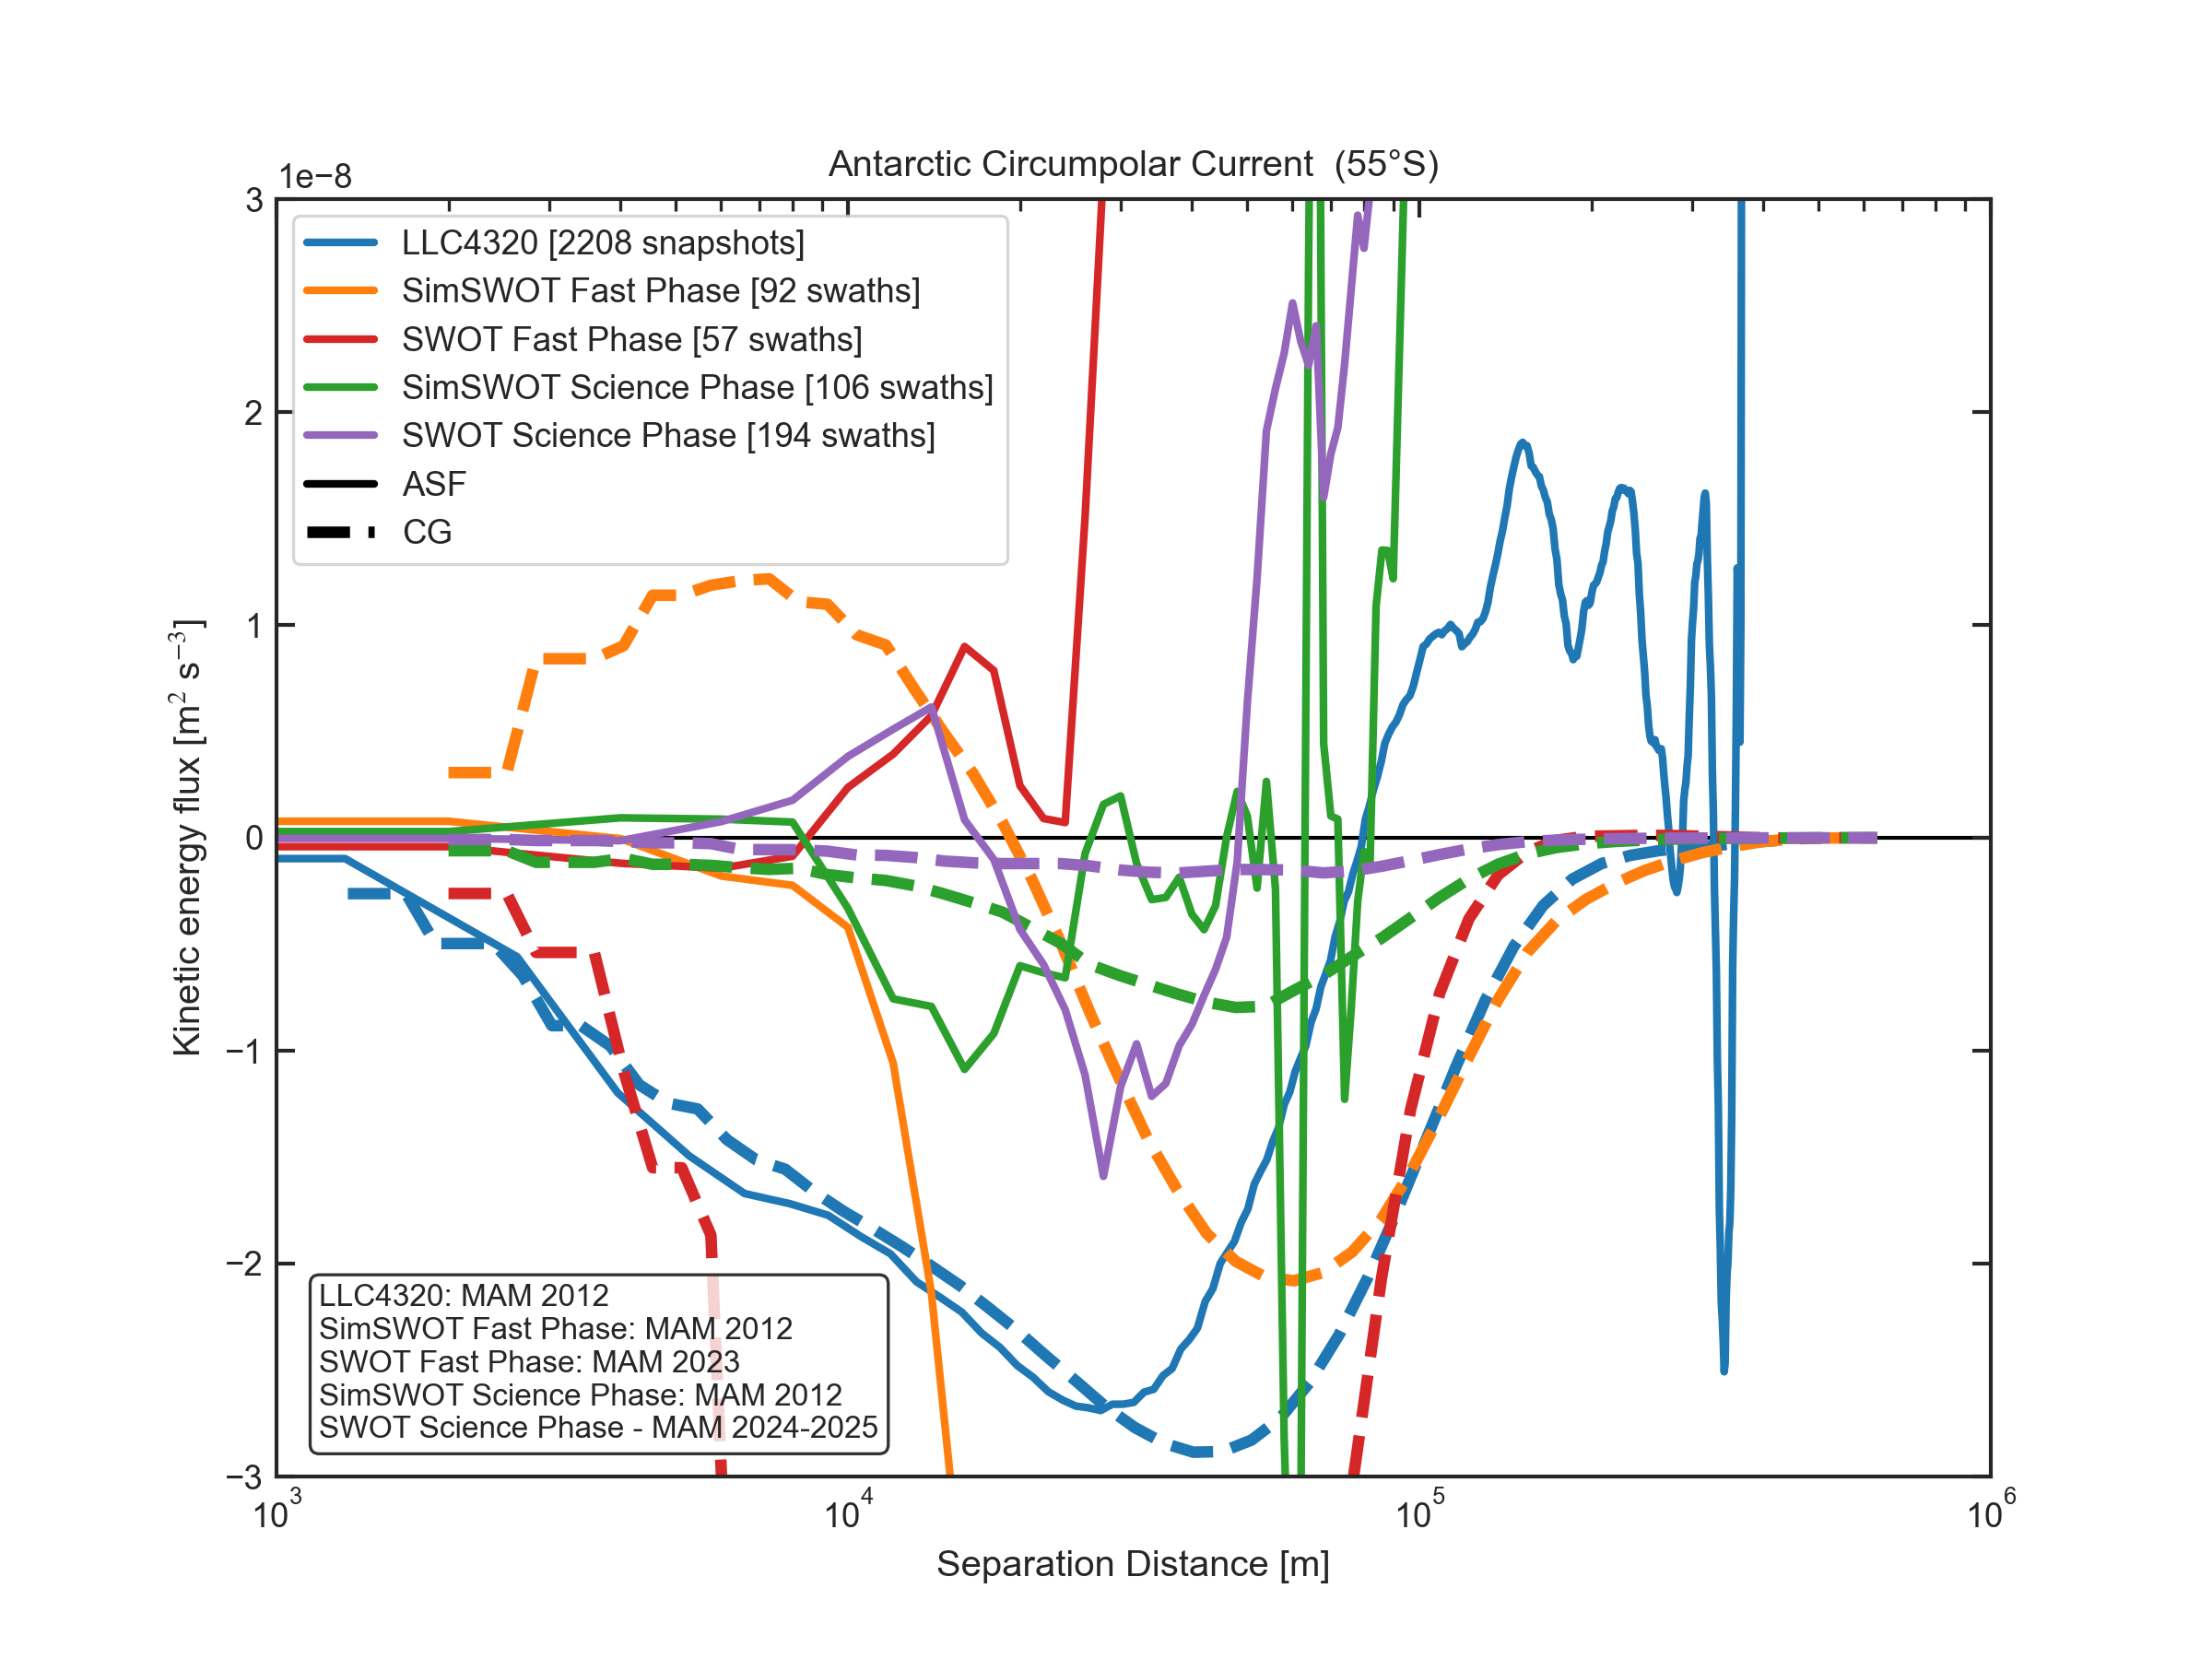 Antarctic Circumpolar Current  (55°S)
1e−8
3
2
1
0
−1
−2
−3
Kinetic energy flux [m² s⁻³]
LLC4320 [2208 snapshots]
SimSWOT Fast Phase [92 swaths]
SWOT Fast Phase [57 swaths]
SimSWOT Science Phase [106 swaths]
SWOT Science Phase [194 swaths]
ASF
CG
LLC4320: MAM 2012
SimSWOT Fast Phase: MAM 2012
SWOT Fast Phase: MAM 2023
SimSWOT Science Phase: MAM 2012
SWOT Science Phase - MAM 2024-2025
10³ 10⁴ 10⁵ 10⁶
Separation Distance [m]